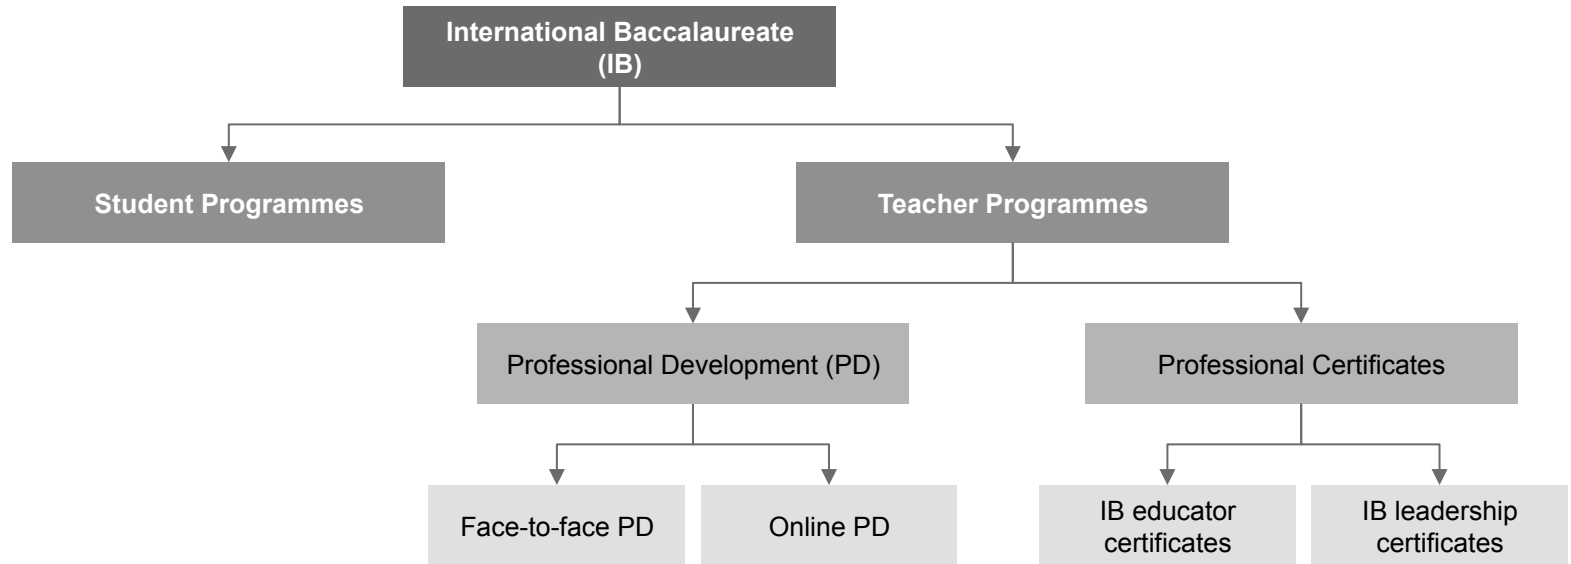 International Baccalaureate
(IB)
Student Programmes
Teacher Programmes
Professional Development (PD)
Professional Certificates
Face-to-face PD
Online PD
IB educator
certificates
IB leadership
certificates